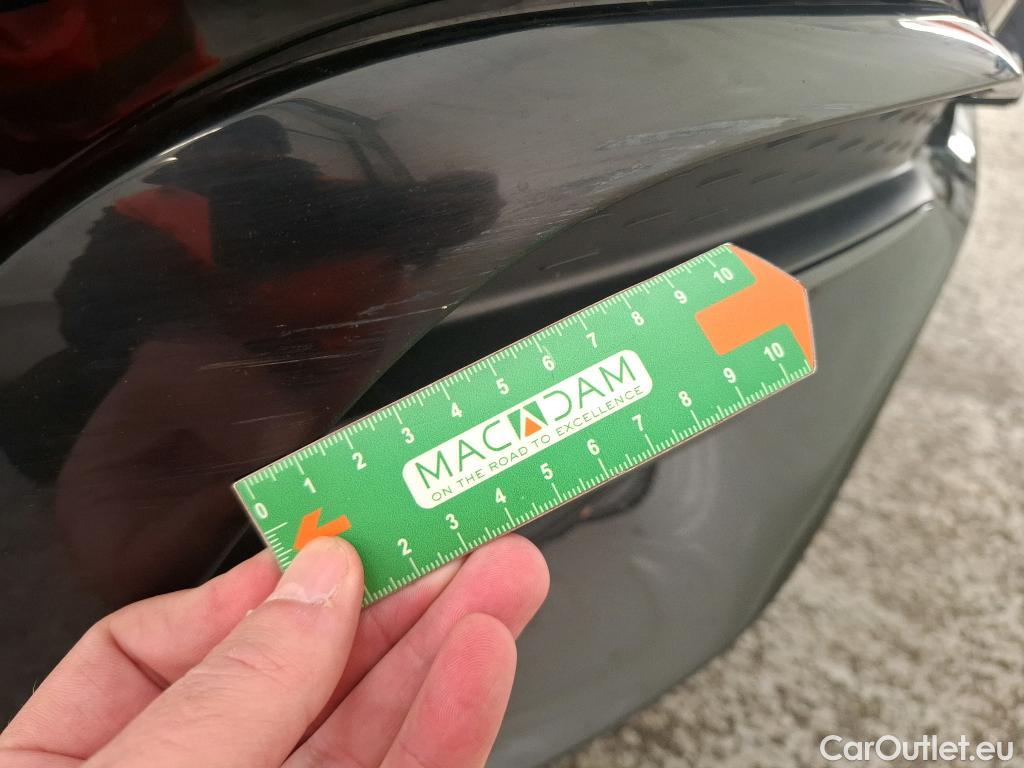 0 1 2 3 4 5 6 7 8 9 10
MACADAM
ON THE ROAD TO EXCELLENCE
2 3 4 5 6 7 8 9 10
CarOutlet.eu